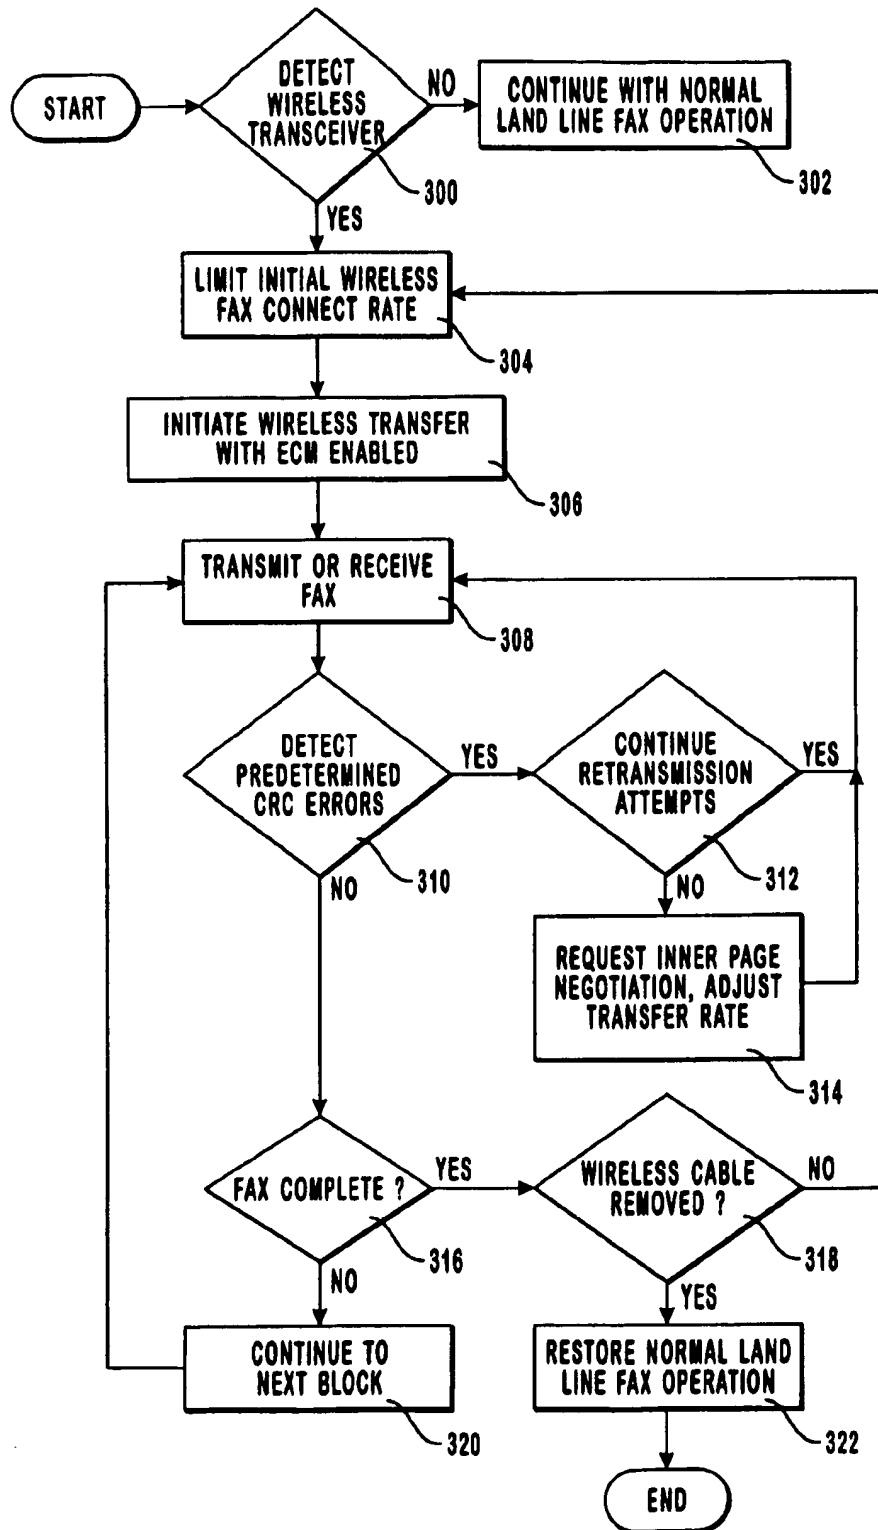 START
DETECT
WIRELESS
TRANSCEIVER
300
NO
CONTINUE WITH NORMAL
LAND LINE FAX OPERATION
302
YES
LIMIT INITIAL WIRELESS
FAX CONNECT RATE
304
INITIATE WIRELESS TRANSFER
WITH ECM ENABLED
306
TRANSMIT OR RECEIVE
FAX
308
DETECT
PREDETERMINED
CRC ERRORS
310
YES
CONTINUE
RETRANSMISSION
ATTEMPTS
312
YES
NO
NO
REQUEST INNER PAGE
NEGOTIATION, ADJUST
TRANSFER RATE
314
FAX COMPLETE ?
316
YES
WIRELESS CABLE
REMOVED ?
318
NO
NO
YES
CONTINUE TO
NEXT BLOCK
320
RESTORE NORMAL LAND
LINE FAX OPERATION
322
END